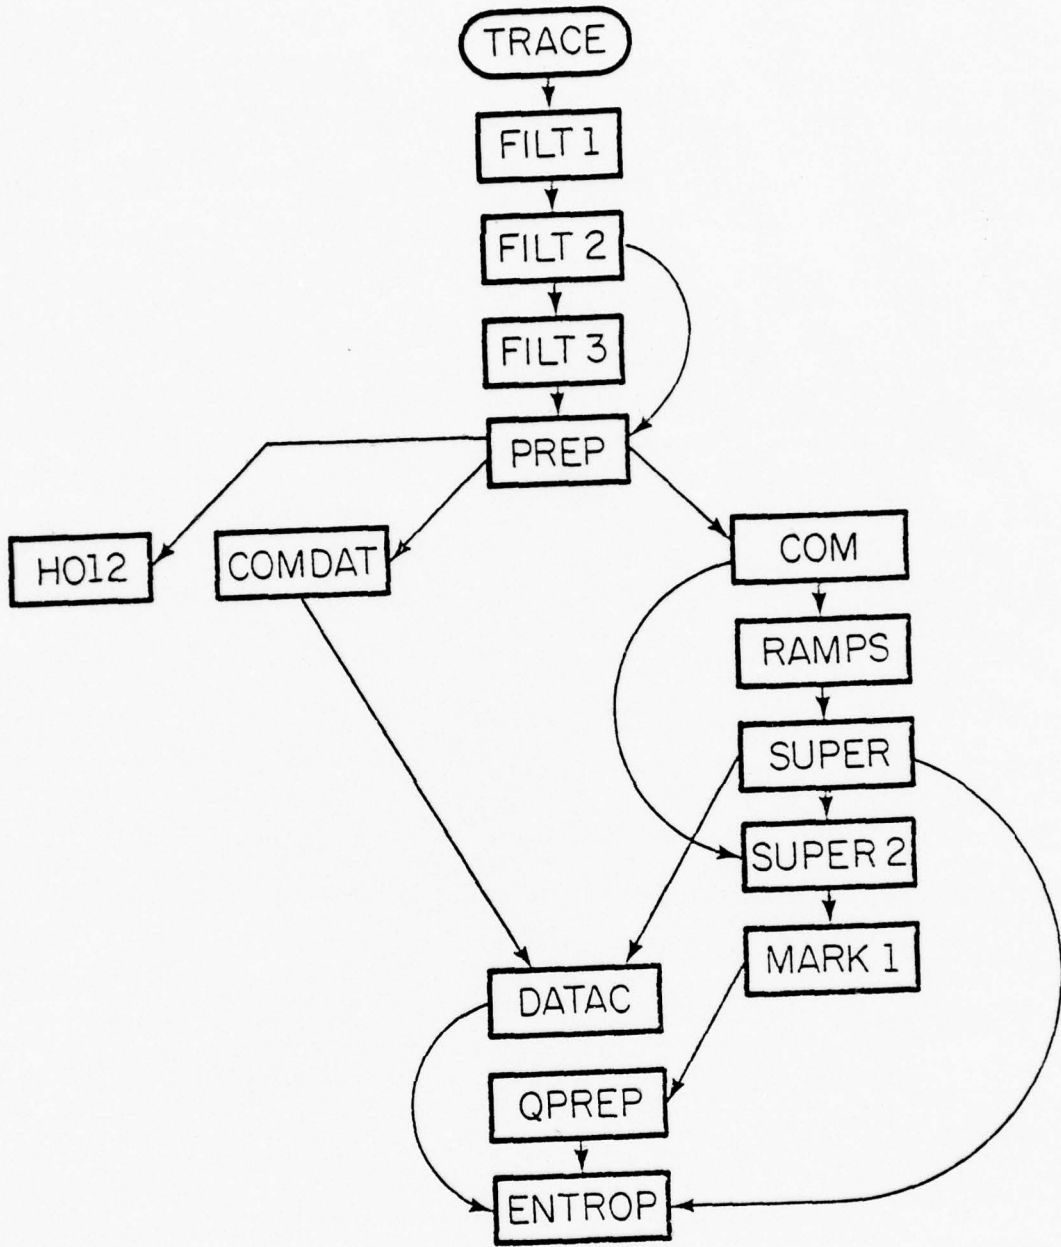 TRACE
FILT 1
FILT 2
FILT 3
PREP
HO12
COMDAT
COM
RAMPS
SUPER
SUPER 2
MARK 1
DATAC
QPREP
ENTROP